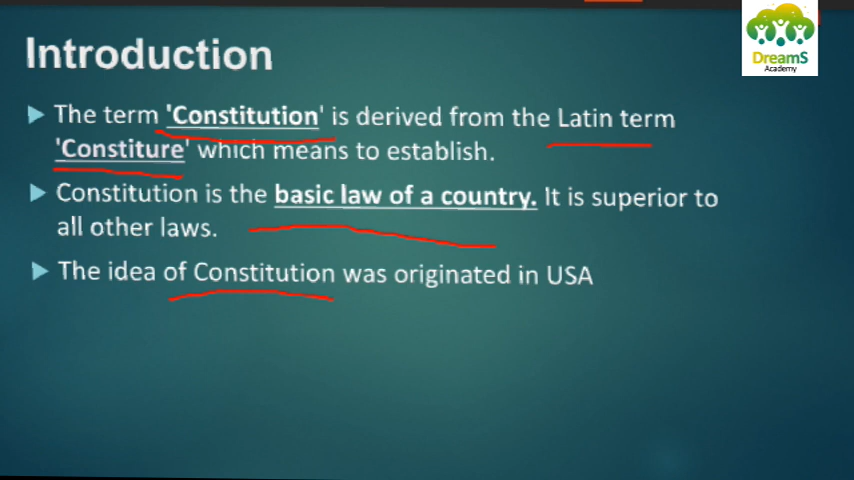 DreamS
Academy
Introduction
The term 'Constitution' is derived from the Latin term
'Constiture' which means to establish.
Constitution is the basic law of a country. It is superior to
all other laws.
The idea of Constitution was originated in USA